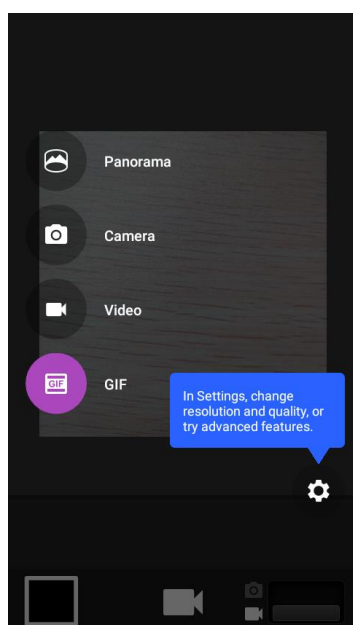 Panorama
Camera
Video
GIF
GIF
In Settings, change
resolution and quality, or
try advanced features.